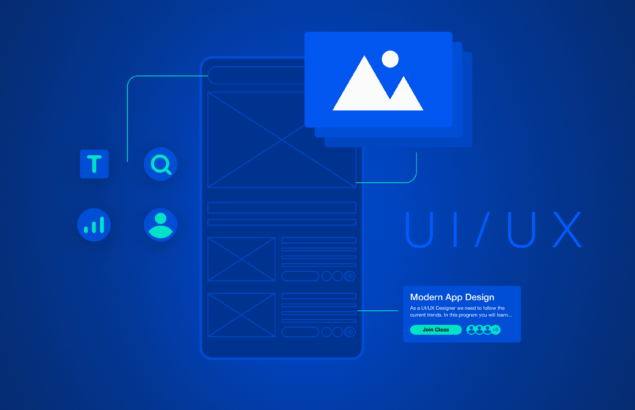 T
UI/UX
Modern App Design
As a UI/UX Designer we need to follow the
current trends. In this program you will learn...
Join Class